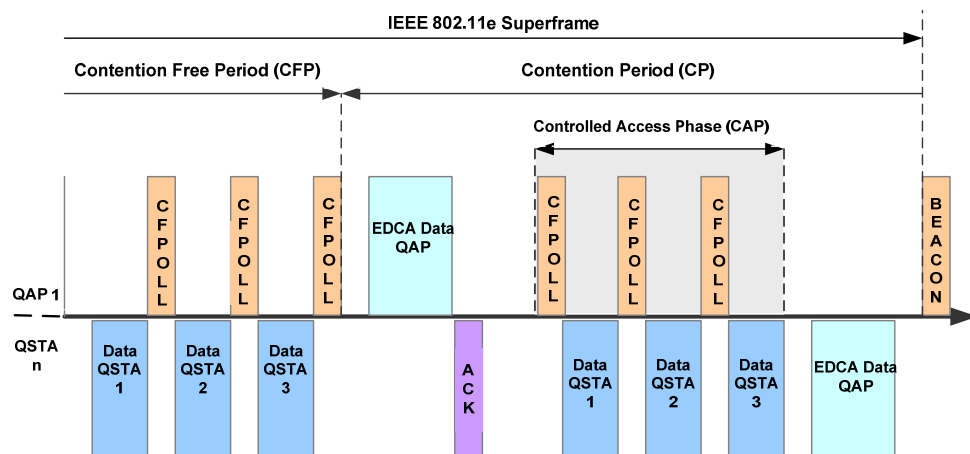 IEEE 802.11e Superframe
Contention Free Period (CFP)
Contention Period (CP)
Controlled Access Phase (CAP)
CFPOLL
CFPOLL
CFPOLL
EDCA Data
QAP
CFPOLL
CFPOLL
CFPOLL
BEACON
QAP 1
QSTA
n
Data
QSTA
1
Data
QSTA
2
Data
QSTA
3
ACK
Data
QSTA
1
Data
QSTA
2
Data
QSTA
3
EDCA Data
QAP